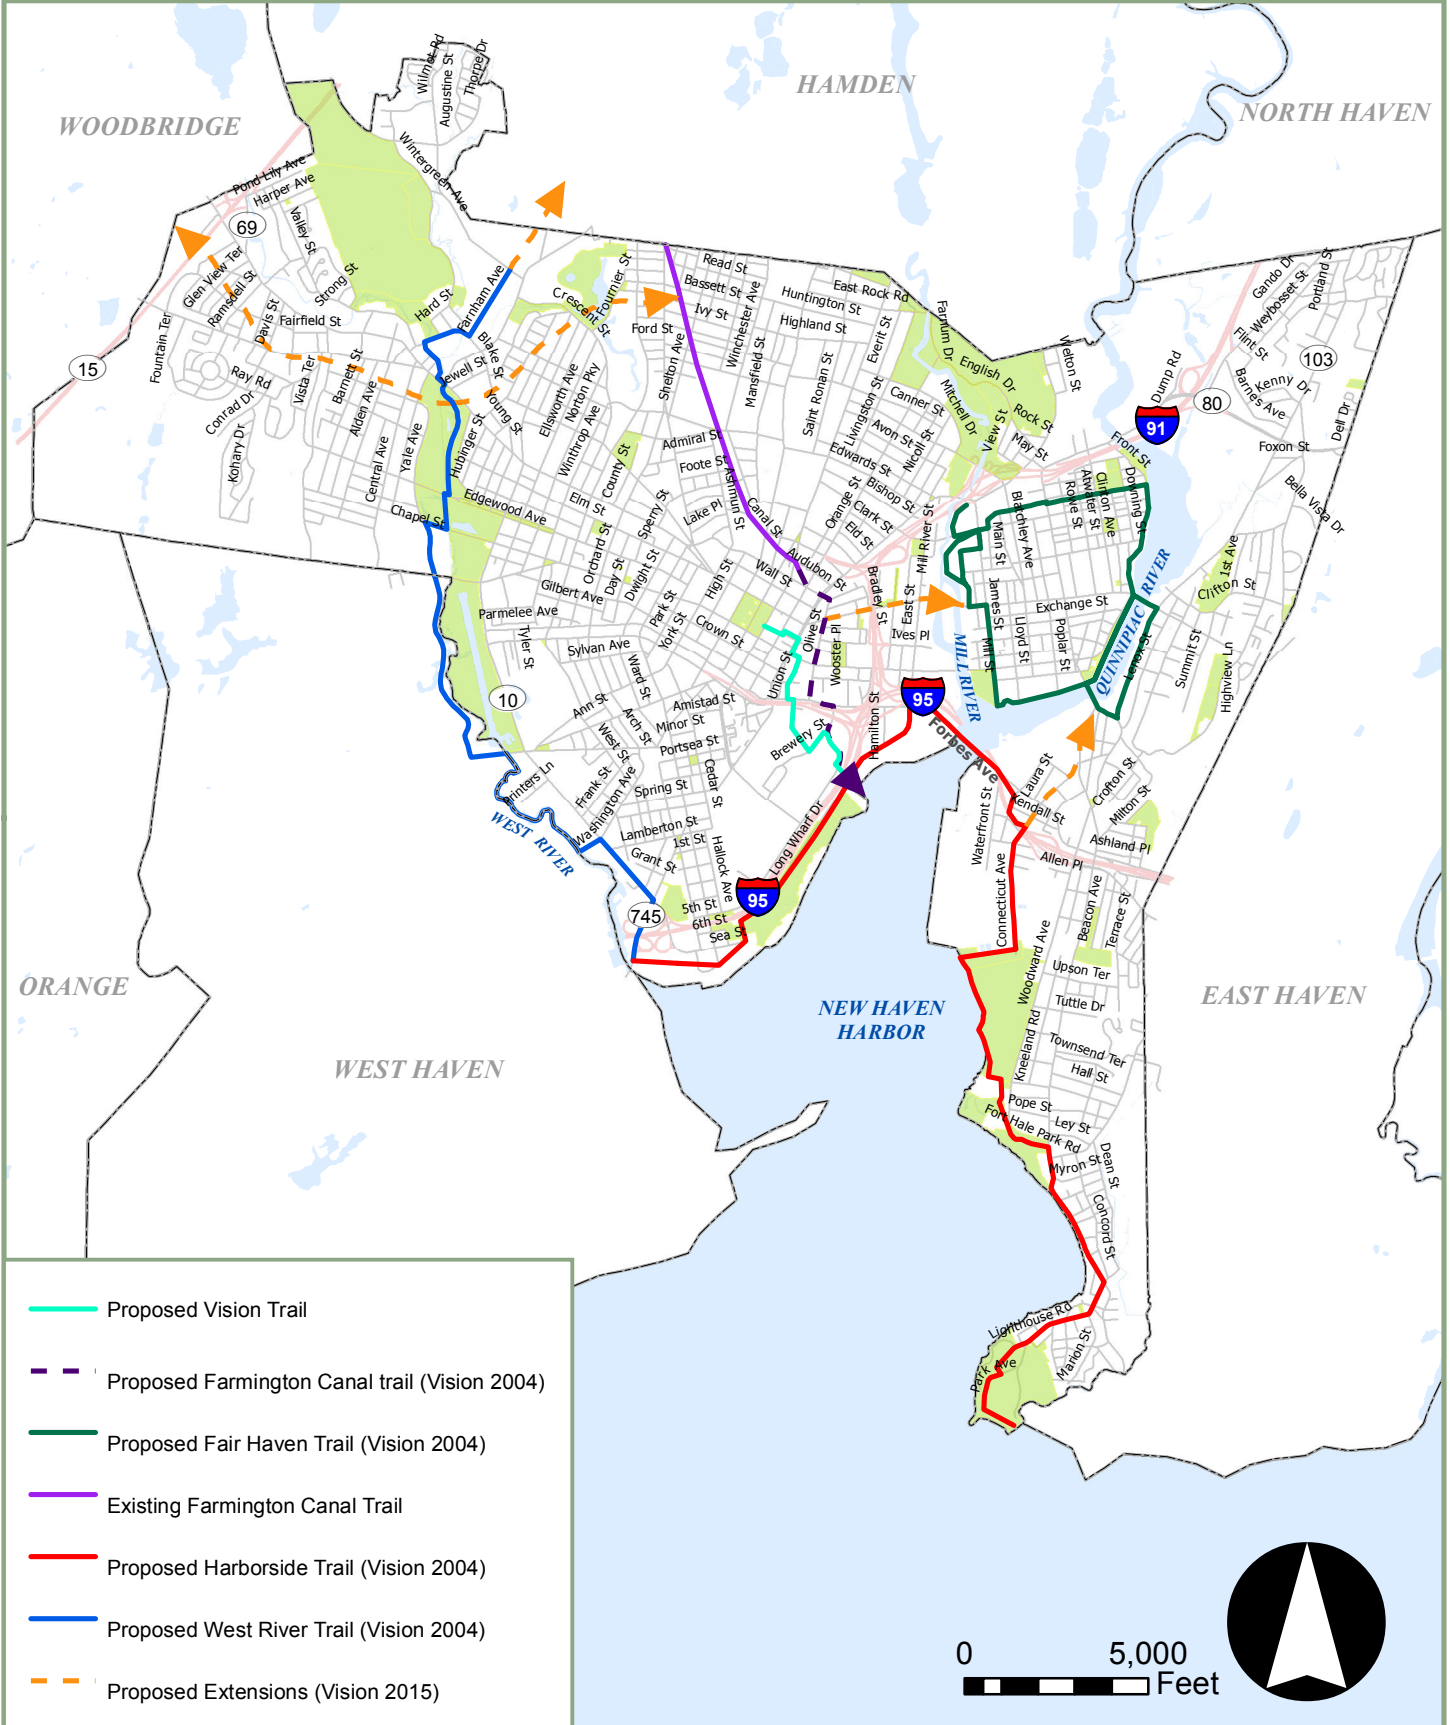 WOODBRIDGE
HAMDEN
NORTH HAVEN
Wilmot Rd
Augustine St
Thorpe Dr
Wintergreen Ave
Pond Lily Ave
Harper Ave
69
Valley St
Glen View Ter
Ramsdell St
Strong St
Davis St
Fairfield St
Hard St
Farnham Ave
Fountain Ter
15
Ray Rd
Conrad Dr
Kohary Dr
Vista Ter
Barnett St
Alden Ave
Central Ave
Yale Ave
Chapel St
Blake St
Jewell St
Young St
Hubinger St
Edgewood Ave
Crescent St
Fournier St
Ford St
Ellsworth Ave
Norton Pky
Winthrop Ave
County St
Elm St
Shelton Ave
Read St
Bassett St
Ivy St
Winchester Ave
Mansfield St
Huntington St
Highland St
East Rock Rd
Everit St
Saint Ronan St
Livingston St
Canner St
Avon St
Edwards St
Nicoll St
Bishop St
Orange St
Clark St
Eld St
Farnum Dr
English Dr
Mitchell Dr
View St
Rock St
May St
Welton St
Front St
Dump Rd
91
80
103
Gando Dr
Weybosset St
Portland St
Flint St
Barnes Ave
Kenny Dr
Dell Dr
Foxon St
Bella Vista Dr
Admiral St
Foote St
Ashmun St
Lake Pl
Canal St
Sperry St
Orchard St
Day St
Dwight St
Gilbert Ave
Parmelee Ave
Tyler St
Sylvan Ave
Park St
York St
High St
Wall St
Audubon St
Crown St
Olive St
Union St
Wooster Pl
Bradley St
Mill River St
East St
Ives Pl
MILL RIVER
Blatchley Ave
Main St
James St
Lloyd St
Mill St
Rowe St
Atwater St
Clinton Ave
Downing St
Exchange St
Poplar St
QUINNIPIAC RIVER
Lenox St
1st Ave
Clifton St
Summit St
Highview Ln
10
Ward St
Ann St
Arch St
West St
Amistad St
Minor St
Portsea St
Cedar St
Spring St
Frank St
Washington Ave
Printers Ln
WEST RIVER
Lamberton St
1st St
Grant St
Hallock Ave
5th St
6th St
Sea St
745
95
Long Wharf Dr
Brewery St
Hamilton St
95
Forbes Ave
Laura St
Kendall St
Waterfront St
Crofton St
Milton St
Ashland Pl
Allen Pl
Connecticut Ave
Beacon Ave
Terrace St
Woodward Ave
Upson Ter
Tuttle Dr
Kneeland Rd
Townsend Ter
Hall St
Pope St
Ley St
Fort Hale Park Rd
Myron St
Dean St
Concord St
Lighthouse Rd
Park Ave
Marion St
ORANGE
WEST HAVEN
NEW HAVEN
HARBOR
EAST HAVEN
Proposed Vision Trail
Proposed Farmington Canal trail (Vision 2004)
Proposed Fair Haven Trail (Vision 2004)
Existing Farmington Canal Trail
Proposed Harborside Trail (Vision 2004)
Proposed West River Trail (Vision 2004)
Proposed Extensions (Vision 2015)
0 5,000
Feet